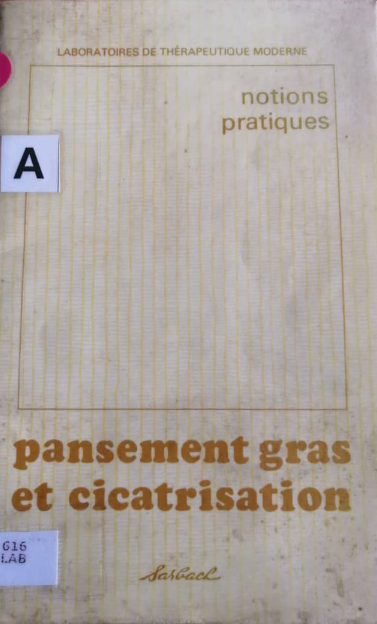 LABORATOIRES DE THÉRAPEUTIQUE MODERNE
notions
pratiques
A
pansement gras
et cicatrisation
616
LAB
Sarbach